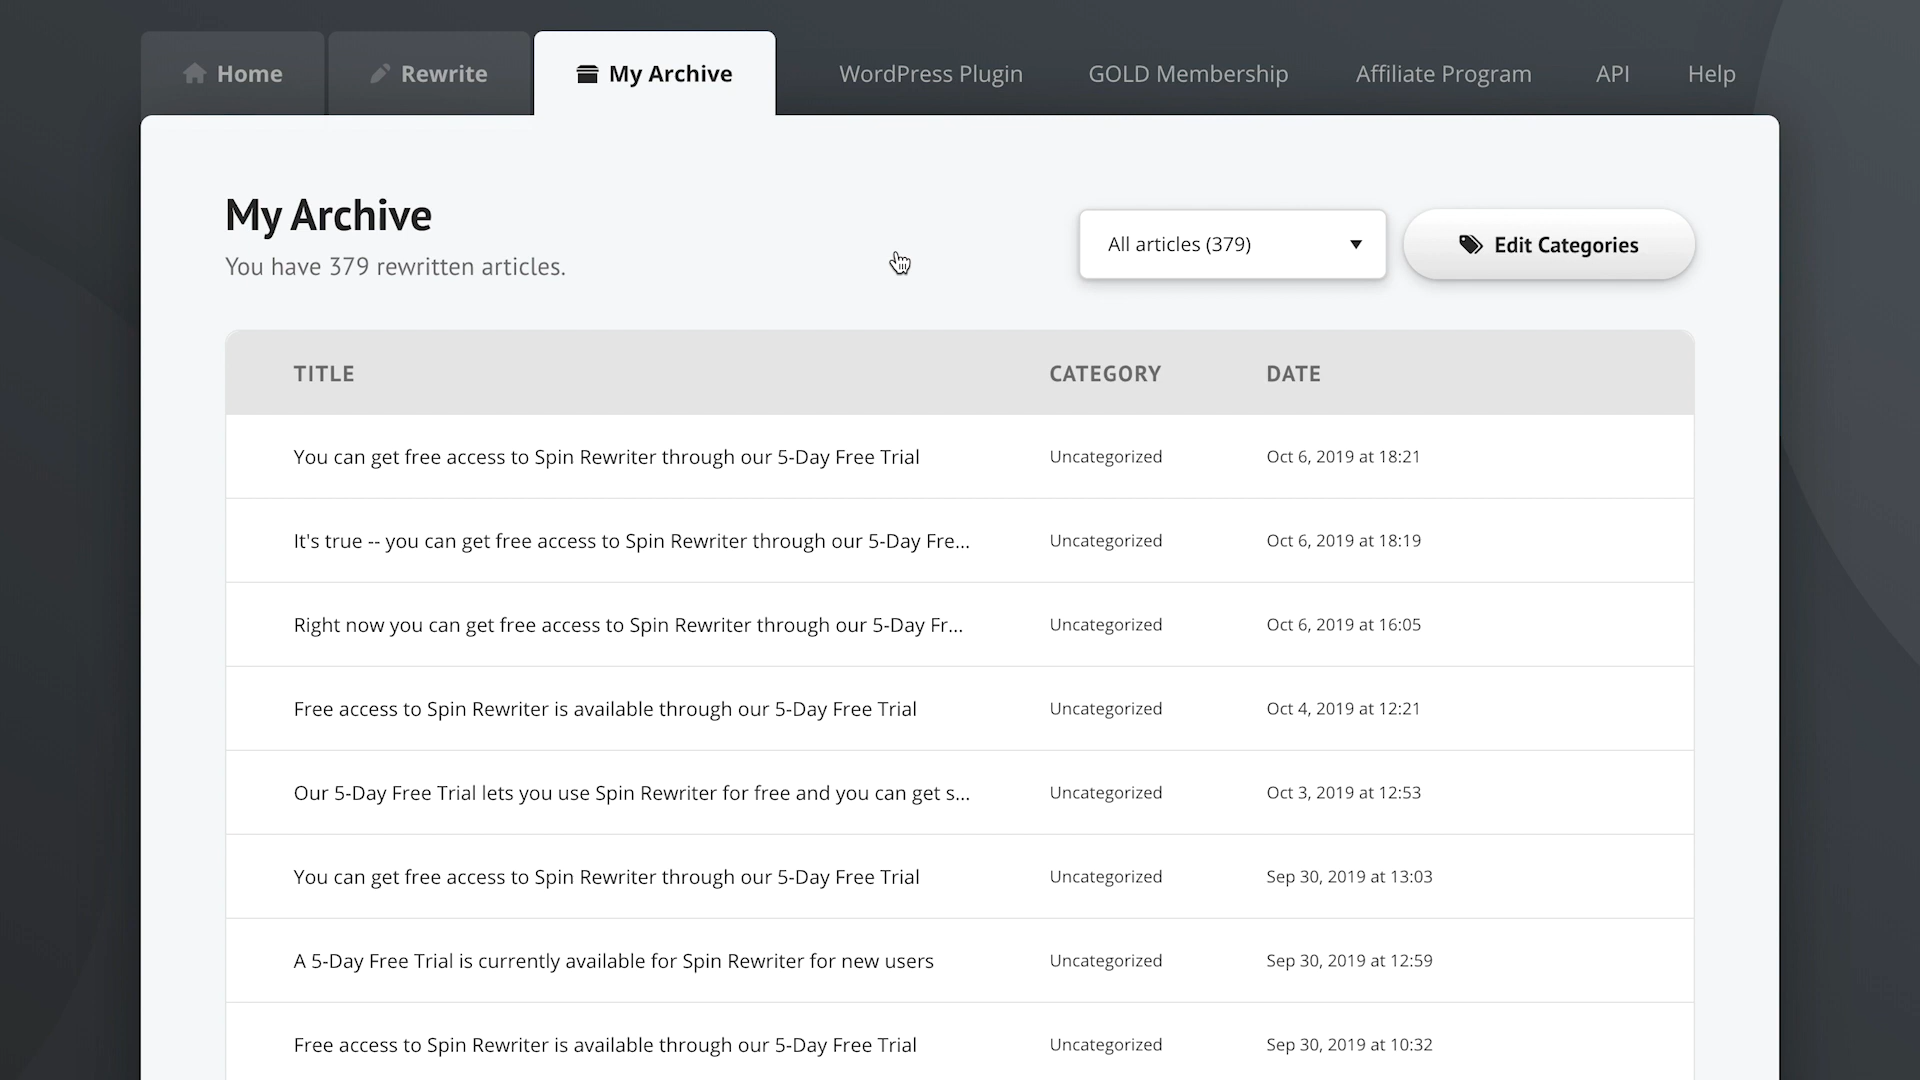 Home
Rewrite
My Archive
WordPress Plugin
GOLD Membership
Affiliate Program
API
Help
My Archive
You have 379 rewritten articles.
All articles (379)
Edit Categories
TITLE CATEGORY DATE
You can get free access to Spin Rewriter through our 5-Day Free Trial Uncategorized Oct 6, 2019 at 18:21
It's true -- you can get free access to Spin Rewriter through our 5-Day Fre... Uncategorized Oct 6, 2019 at 18:19
Right now you can get free access to Spin Rewriter through our 5-Day Fr... Uncategorized Oct 6, 2019 at 16:05
Free access to Spin Rewriter is available through our 5-Day Free Trial Uncategorized Oct 4, 2019 at 12:21
Our 5-Day Free Trial lets you use Spin Rewriter for free and you can get s... Uncategorized Oct 3, 2019 at 12:53
You can get free access to Spin Rewriter through our 5-Day Free Trial Uncategorized Sep 30, 2019 at 13:03
A 5-Day Free Trial is currently available for Spin Rewriter for new users Uncategorized Sep 30, 2019 at 12:59
Free access to Spin Rewriter is available through our 5-Day Free Trial Uncategorized Sep 30, 2019 at 10:32